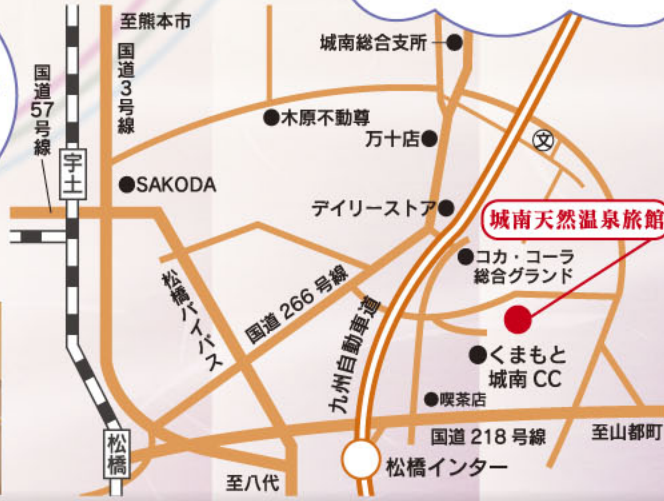 至熊本市
国道3号線
国道57号線
宇土
SAKODA
木原不動尊
城南総合支所
万十店
文
デイリーストア
城南天然温泉旅館
コカ・コーラ
総合グランド
松橋バイパス
国道266号線
九州自動車道
くまもと
城南CC
喫茶店
国道218号線
至山都町
松橋
至八代
松橋インター